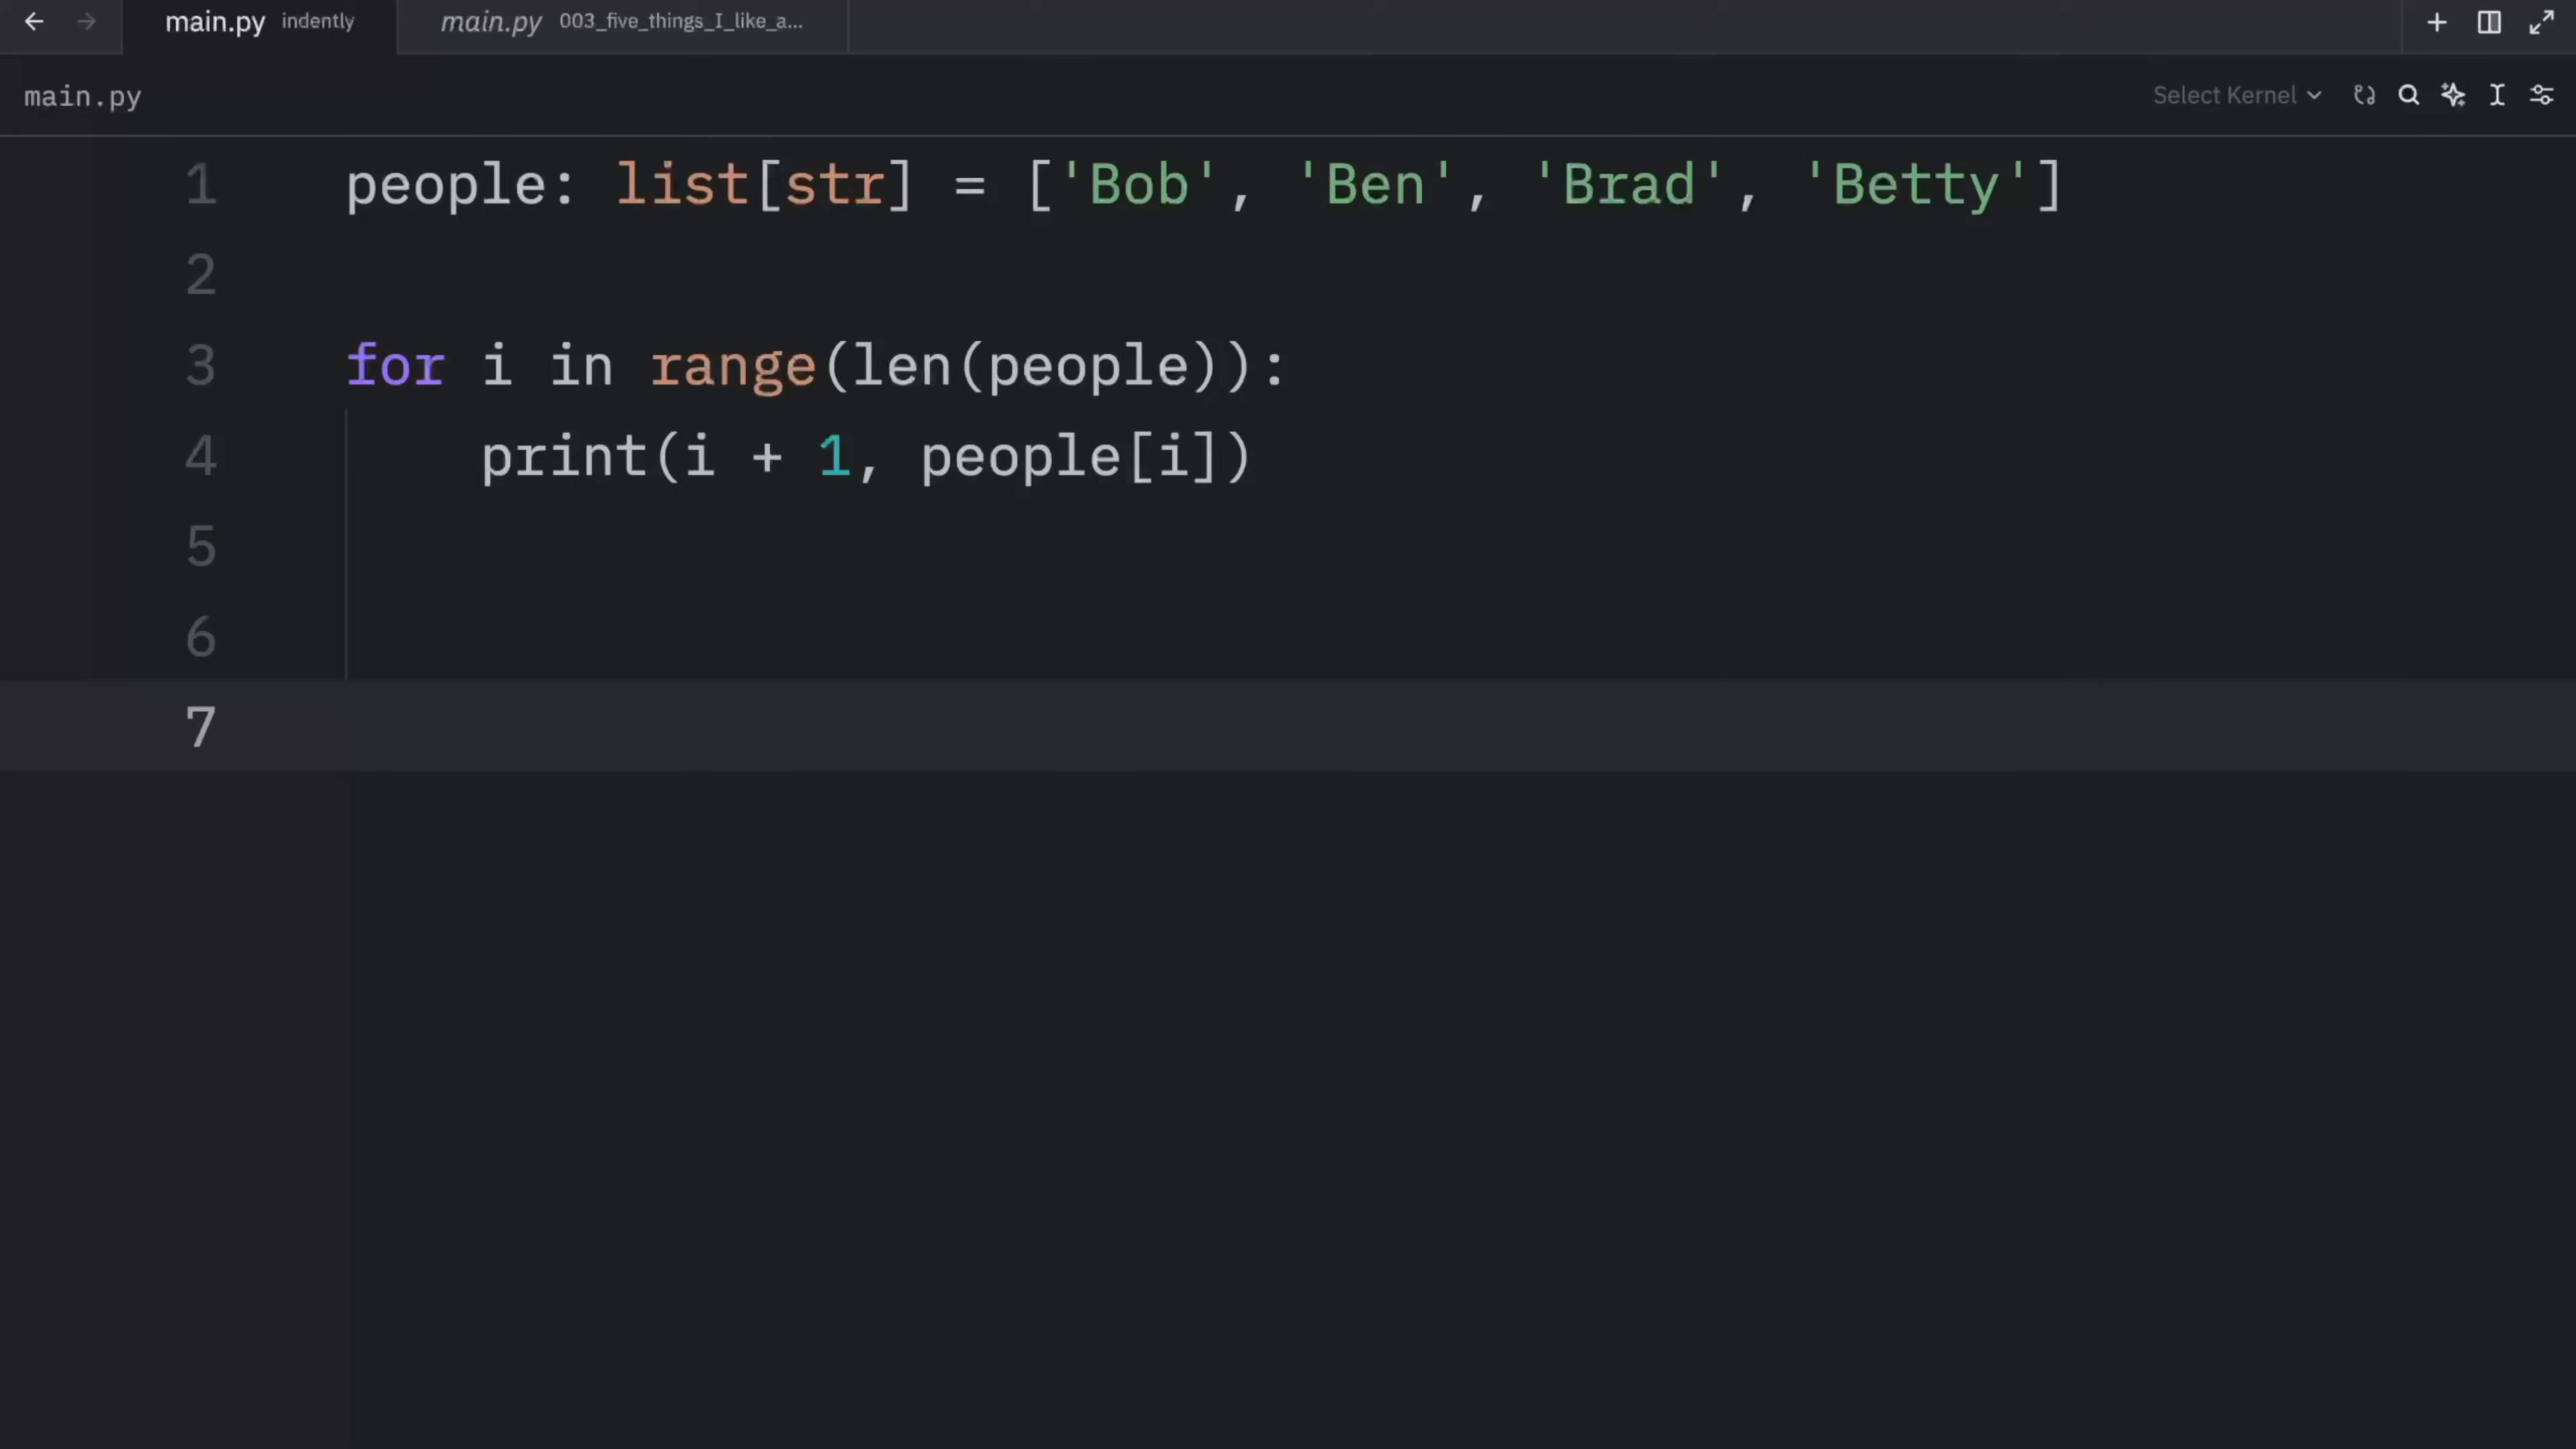 main.py indently main.py 003_five_things_I_like_a...
main.py Select Kernel
1 people: list[str] = ['Bob', 'Ben', 'Brad', 'Betty']
2
3 for i in range(len(people)):
4     print(i + 1, people[i])
5
6
7